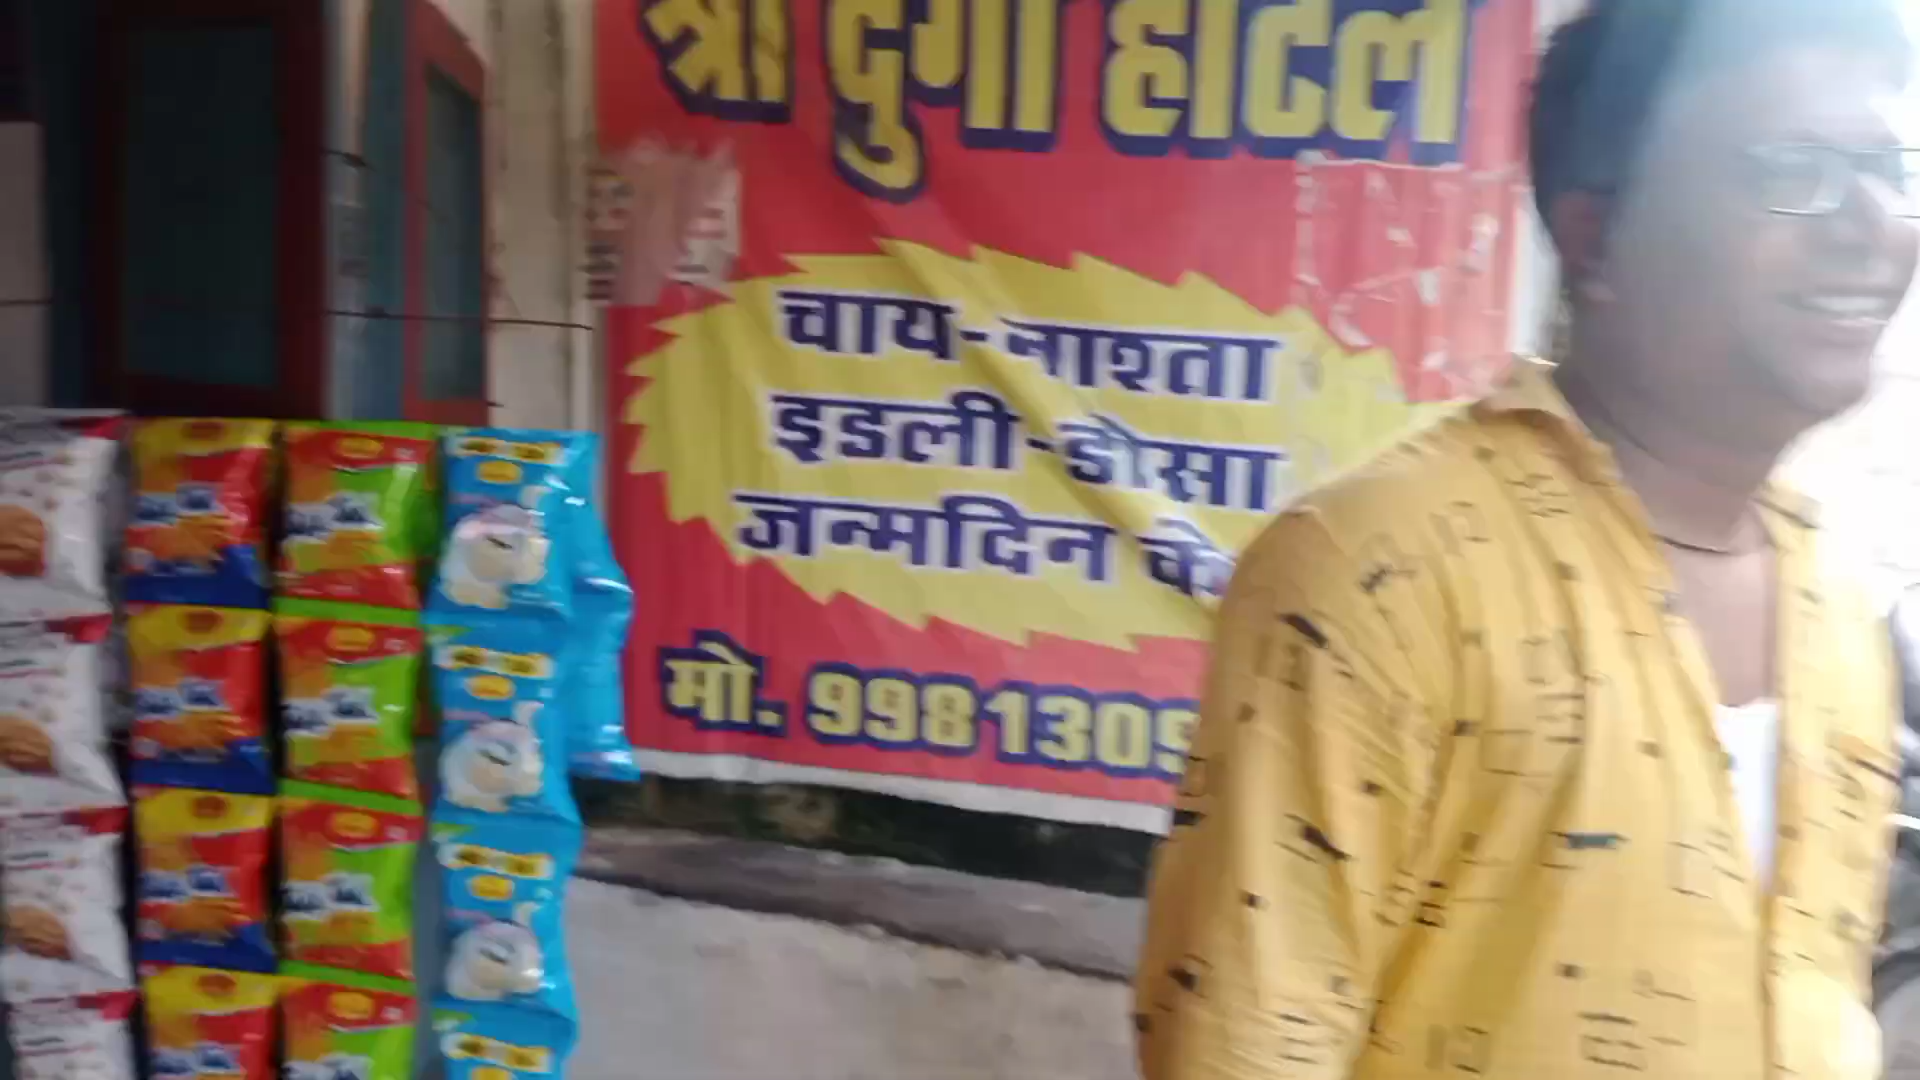 श्री दुर्गा होटल
चाय-नाश्ता
इडली-डोसा
जन्मदिन के
मो. 9981309